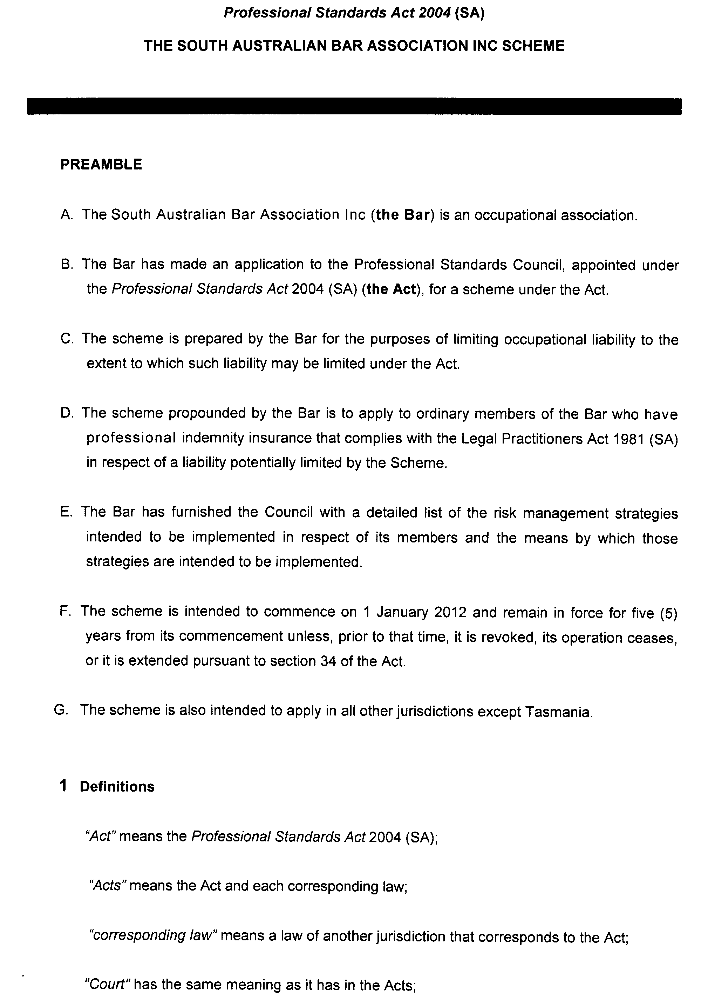 Professional Standards Act 2004 (SA)
THE SOUTH AUSTRALIAN BAR ASSOCIATION INC SCHEME
PREAMBLE
A. The South Australian Bar Association Inc (the Bar) is an occupational association.
B. The Bar has made an application to the Professional Standards Council, appointed under
the Professional Standards Act 2004 (SA) (the Act), for a scheme under the Act.
C. The scheme is prepared by the Bar for the purposes of limiting occupational liability to the
extent to which such liability may be limited under the Act.
D. The scheme propounded by the Bar is to apply to ordinary members of the Bar who have
professional indemnity insurance that complies with the Legal Practitioners Act 1981 (SA)
in respect of a liability potentially limited by the Scheme.
E. The Bar has furnished the Council with a detailed list of the risk management strategies
intended to be implemented in respect of its members and the means by which those
strategies are intended to be implemented.
F. The scheme is intended to commence on 1 January 2012 and remain in force for five (5)
years from its commencement unless, prior to that time, it is revoked, its operation ceases,
or it is extended pursuant to section 34 of the Act.
G. The scheme is also intended to apply in all other jurisdictions except Tasmania.
1 Definitions
“Act” means the Professional Standards Act 2004 (SA);
“Acts” means the Act and each corresponding law;
“corresponding law” means a law of another jurisdiction that corresponds to the Act;
"Court" has the same meaning as it has in the Acts;